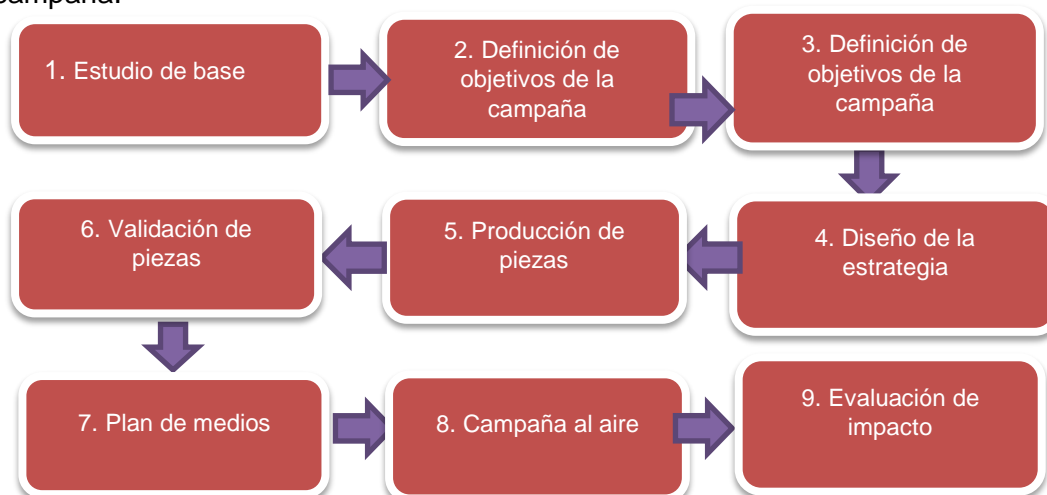 campaña.
1. Estudio de base
2. Definición de
objetivos de la
campaña
3. Definición de
objetivos de la
campaña
4. Diseño de la
estrategia
5. Producción de
piezas
6. Validación de
piezas
7. Plan de medios
8. Campaña al aire
9. Evaluación de
impacto